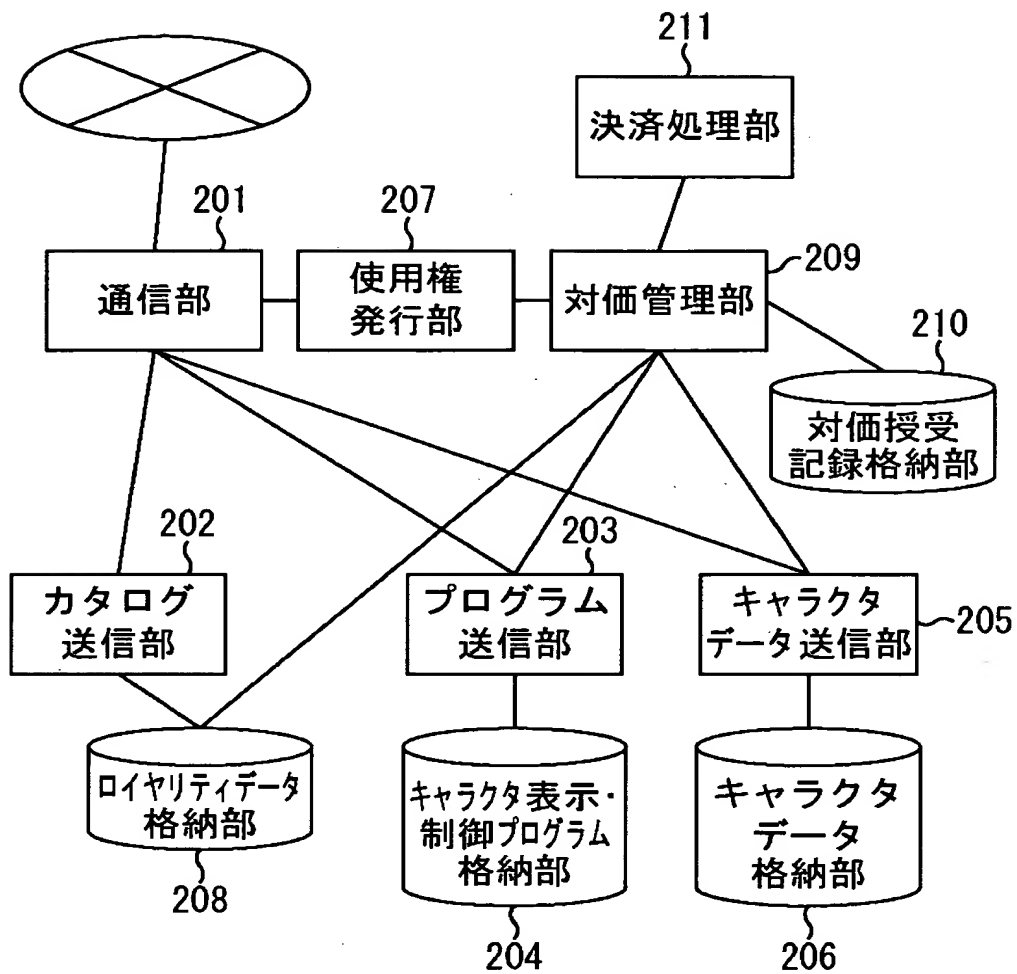 211
決済処理部
201
207
通信部
使用権
発行部
対価管理部
209
210
対価授受
記録格納部
202
203
カタログ
送信部
プログラム
送信部
キャラクタ
データ送信部
205
ロイヤリティデータ
格納部
208
キャラクタ表示・
制御プログラム
格納部
204
キャラクタ
データ
格納部
206